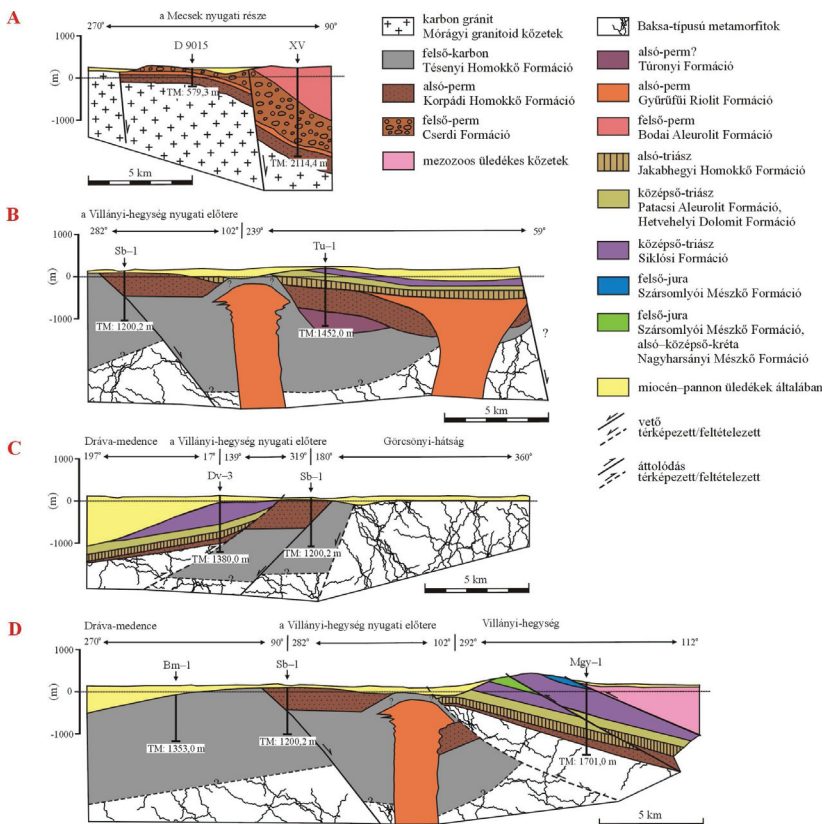 A
a Mecsek nyugati része
270° 90°
D 9015
XV
1000
0
-1000
(m)
TM: 579,3 m
TM: 2114,4 m
5 km
karbon gránit
Mórágyi granitoid kőzetek
felső-karbon
Tésenyi Homokkő Formáció
alsó-perm
Korpádi Homokkő Formáció
felső-perm
Cserdi Formáció
mezozoos üledékes kőzetek
Baksa-típusú metamorfitok
alsó-perm?
Túronyi Formáció
alsó-perm
Gyűrűfűi Riolit Formáció
felső-perm
Bodai Aleurolit Formáció
alsó-triász
Jakabhegyi Homokkő Formáció
középső-triász
Patacsi Aleurolit Formáció,
Hetvehelyi Dolomit Formáció
középső-triász
Siklósi Formáció
felső-jura
Szársomlyói Mészkő Formáció
felső-jura
Szársomlyói Mészkő Formáció,
alsó–középső-kréta
Nagyharsányi Mészkő Formáció
miocén–pannon üledékek általában
vető
térképezett/feltételezett
áttolódás
térképezett/feltételezett
B
a Villányi-hegység nyugati előtere
282° 102° 239° 59°
Sb–1
Tu–1
1000
0
-1000
(m)
?
?
?
?
?
?
TM: 1200,2 m
TM:1452,0 m
5 km
C
Dráva-medence a Villányi-hegység nyugati előtere Görcsönyi-hátság
197° 17° 139° 319° 180° 360°
Dv–3
Sb–1
1000
0
-1000
(m)
?
?
TM: 1380,0 m
TM: 1200,2 m
5 km
D
Dráva-medence a Villányi-hegység nyugati előtere Villányi-hegység
270° 90° 282° 102° 292° 112°
Bm–1
Sb–1
Mgy–1
1000
0
-1000
(m)
?
?
?
?
TM: 1353,0 m
TM: 1200,2 m
TM: 1701,0 m
5 km